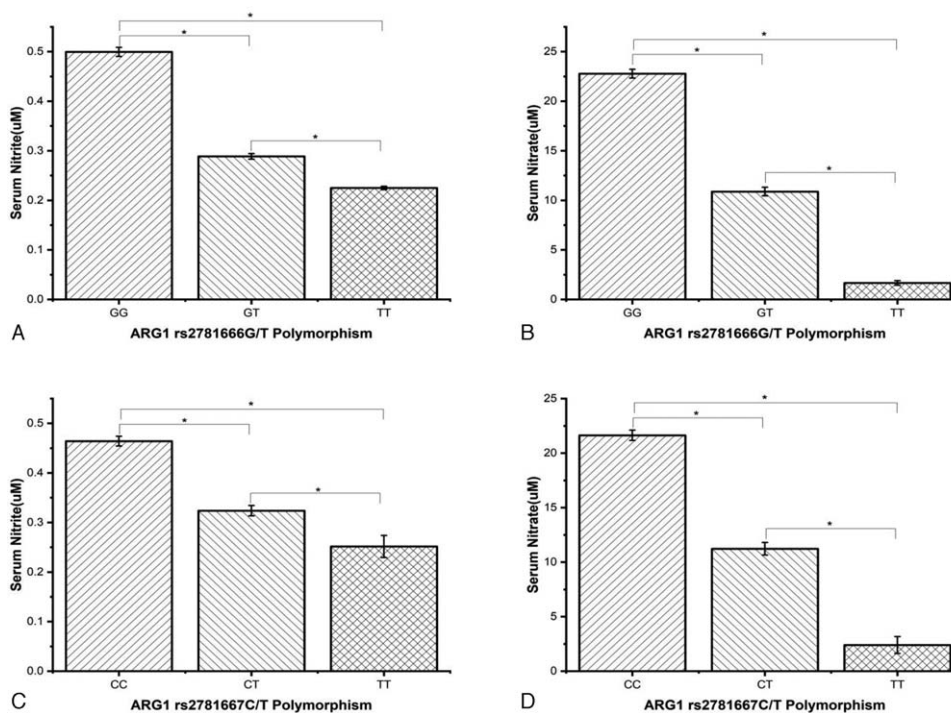 *
*
0.5
0.4
*
0.3
0.2
0.1
0.0
Serum Nitrite(uM)
GG GT TT
A
ARG1 rs2781666G/T Polymorphism
*
25
*
20
15
*
10
5
0
Serum Nitrate(uM)
GG GT TT
B
ARG1 rs2781666G/T Polymorphism
*
0.5
*
0.4
*
0.3
0.2
0.1
0.0
Serum Nitrite(uM)
CC CT TT
C
ARG1 rs2781667C/T Polymorphism
25
*
*
20
15
*
10
5
0
Serum Nitrate(uM)
CC CT TT
D
ARG1 rs2781667C/T Polymorphism